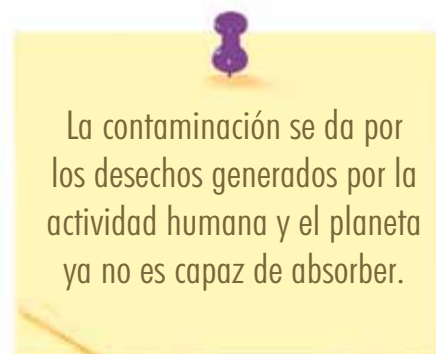 La contaminación se da por
los desechos generados por la
actividad humana y el planeta
ya no es capaz de absorber.